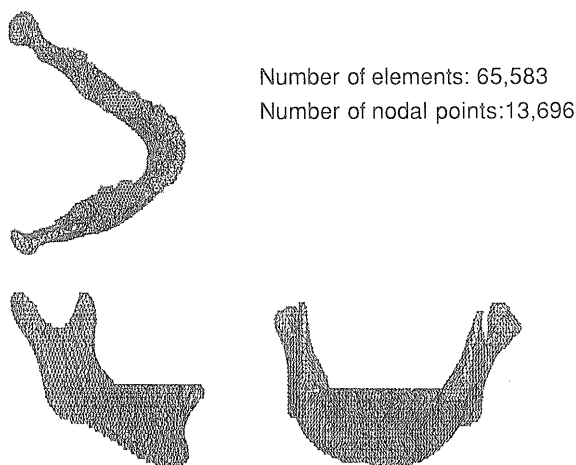 Number of elements: 65,583
Number of nodal points:13,696